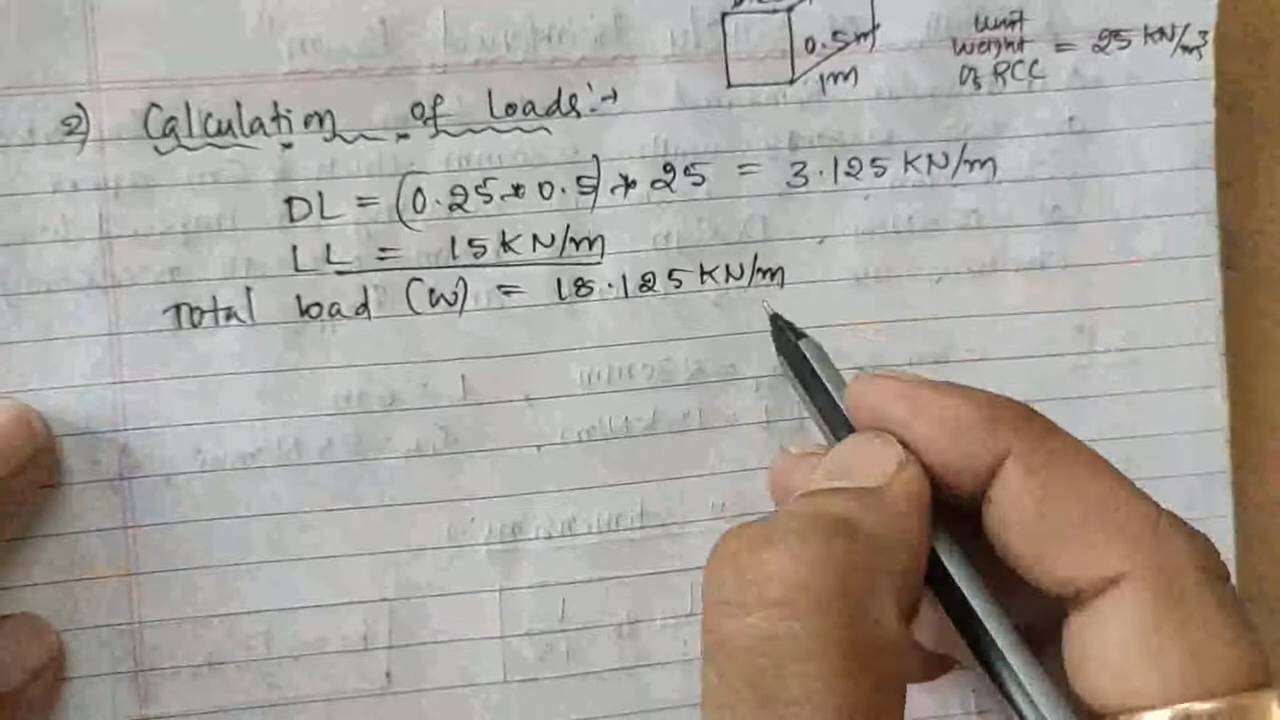 0.5m
1m
unit
weight = 25 KN/m³
of RCC
2) Calculation of loads:→
DL = (0.25 * 0.5) * 25 = 3.125 KN/m
LL = 15 KN/m
Total load (W) = 18.125 KN/m